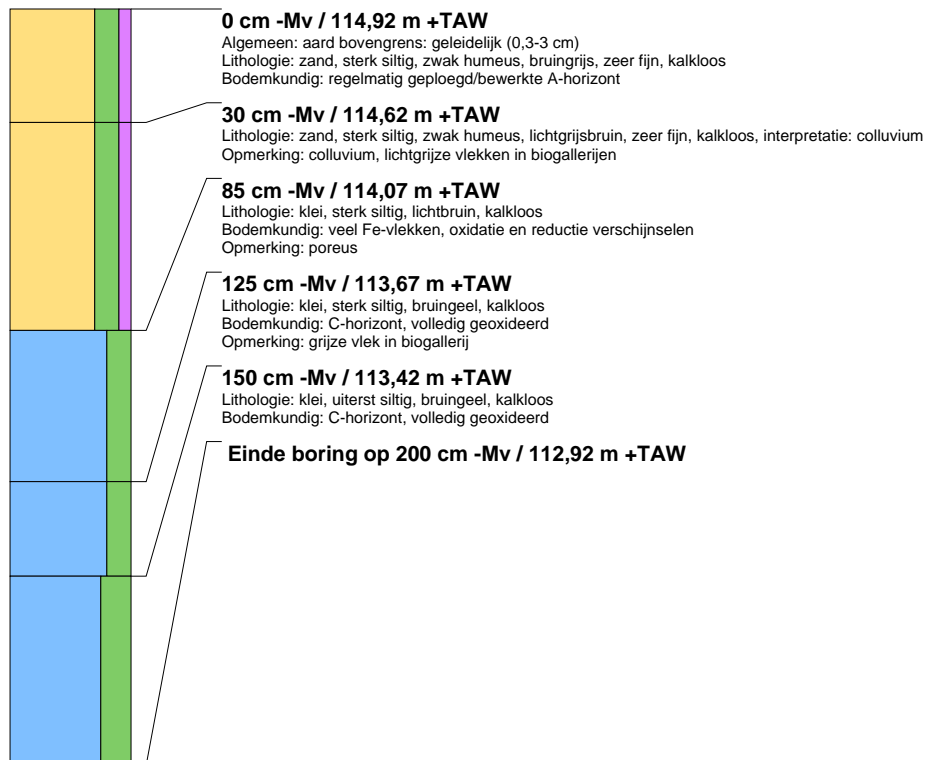 0 cm -Mv / 114,92 m +TAW
Algemeen: aard bovengrens: geleidelijk (0,3-3 cm)
Lithologie: zand, sterk siltig, zwak humeus, bruingrijs, zeer fijn, kalkloos
Bodemkundig: regelmatig geploegd/bewerkte A-horizont
30 cm -Mv / 114,62 m +TAW
Lithologie: zand, sterk siltig, zwak humeus, lichtgrijsbruin, zeer fijn, kalkloos, interpretatie: colluvium
Opmerking: colluvium, lichtgrijze vlekken in biogallerijen
85 cm -Mv / 114,07 m +TAW
Lithologie: klei, sterk siltig, lichtbruin, kalkloos
Bodemkundig: veel Fe-vlekken, oxidatie en reductie verschijnselen
Opmerking: poreus
125 cm -Mv / 113,67 m +TAW
Lithologie: klei, sterk siltig, bruingeel, kalkloos
Bodemkundig: C-horizont, volledig geoxideerd
Opmerking: grijze vlek in biogallerij
150 cm -Mv / 113,42 m +TAW
Lithologie: klei, uiterst siltig, bruingeel, kalkloos
Bodemkundig: C-horizont, volledig geoxideerd
Einde boring op 200 cm -Mv / 112,92 m +TAW